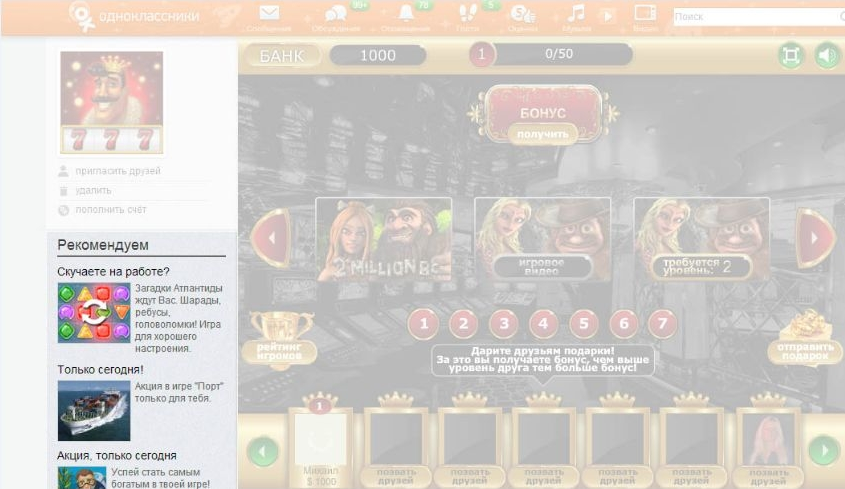 одноклассники
99+
78
5
Сообщения
Обсуждения
Оповещения
Гости
Оценки
Музыка
Видео
Поиск
БАНК
1000
1
0/50
БОНУС
получить
7 7 7
пригласить друзей
удалить
пополнить счёт
Рекомендуем
Скучаете на работе?
Загадки Атлантиды
ждут Вас. Шарады,
ребусы,
головоломки! Игра
для хорошего
настроения.
Только сегодня!
Акция в игре "Порт"
только для тебя.
Акция, только сегодня
Успей стать самым
богатым в твоей игре!
2 MILLION BC
игровое
видео
требуется
уровень: 2
1 2 3 4 5 6 7
рейтинг
игроков
Дарите друзьям подарки!
За это вы получаете бонус, чем выше
уровень друга тем больше бонус!
отправить
подарок
1
Михаил
$ 1000
позвать
друзей
позвать
друзей
позвать
друзей
позвать
друзей
позвать
друзей